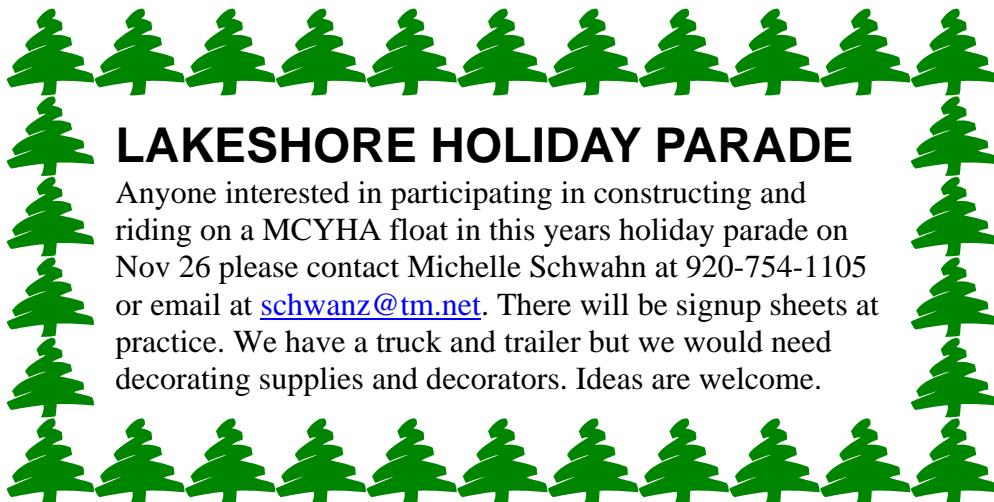 LAKESHORE HOLIDAY PARADE
Anyone interested in participating in constructing and
riding on a MCYHA float in this years holiday parade on
Nov 26 please contact Michelle Schwahn at 920-754-1105
or email at schwanz@tm.net. There will be signup sheets at
practice. We have a truck and trailer but we would need
decorating supplies and decorators. Ideas are welcome.